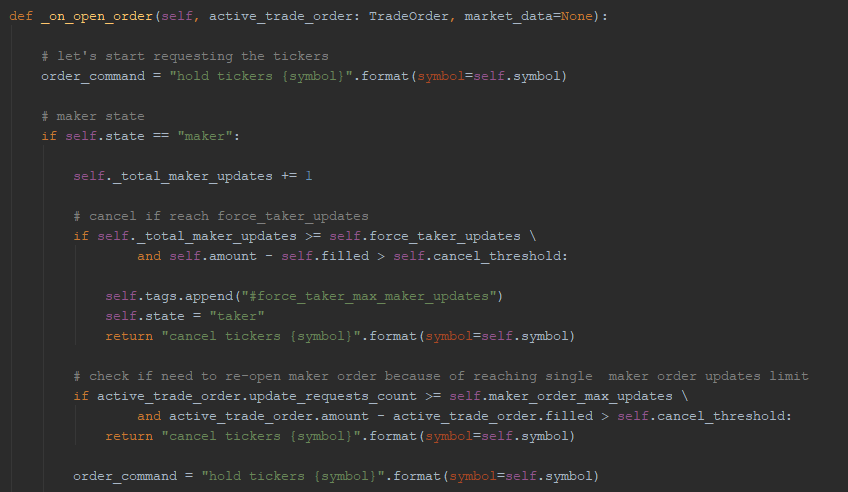 def _on_open_order(self, active_trade_order: TradeOrder, market_data=None):
# let's start requesting the tickers
order_command = "hold tickers {symbol}".format(symbol=self.symbol)
# maker state
if self.state == "maker":
self._total_maker_updates += 1
# cancel if reach force_taker_updates
if self._total_maker_updates >= self.force_taker_updates \
and self.amount - self.filled > self.cancel_threshold:
self.tags.append("#force_taker_max_maker_updates")
self.state = "taker"
return "cancel tickers {symbol}".format(symbol=self.symbol)
# check if need to re-open maker order because of reaching single  maker order updates limit
if active_trade_order.update_requests_count >= self.maker_order_max_updates \
and active_trade_order.amount - active_trade_order.filled > self.cancel_threshold:
return "cancel tickers {symbol}".format(symbol=self.symbol)
order_command = "hold tickers {symbol}".format(symbol=self.symbol)